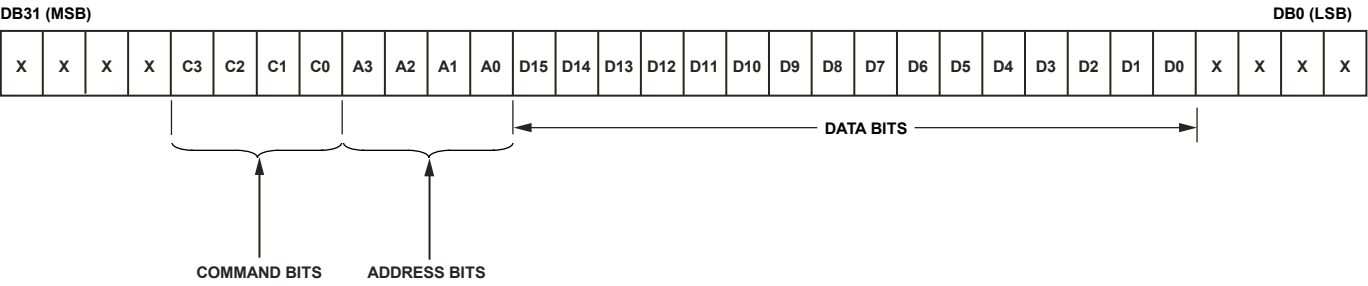 DB31 (MSB) DB0 (LSB)
X X X X C3 C2 C1 C0 A3 A2 A1 A0 D15 D14 D13 D12 D11 D10 D9 D8 D7 D6 D5 D4 D3 D2 D1 D0 X X X X
DATA BITS
COMMAND BITS ADDRESS BITS